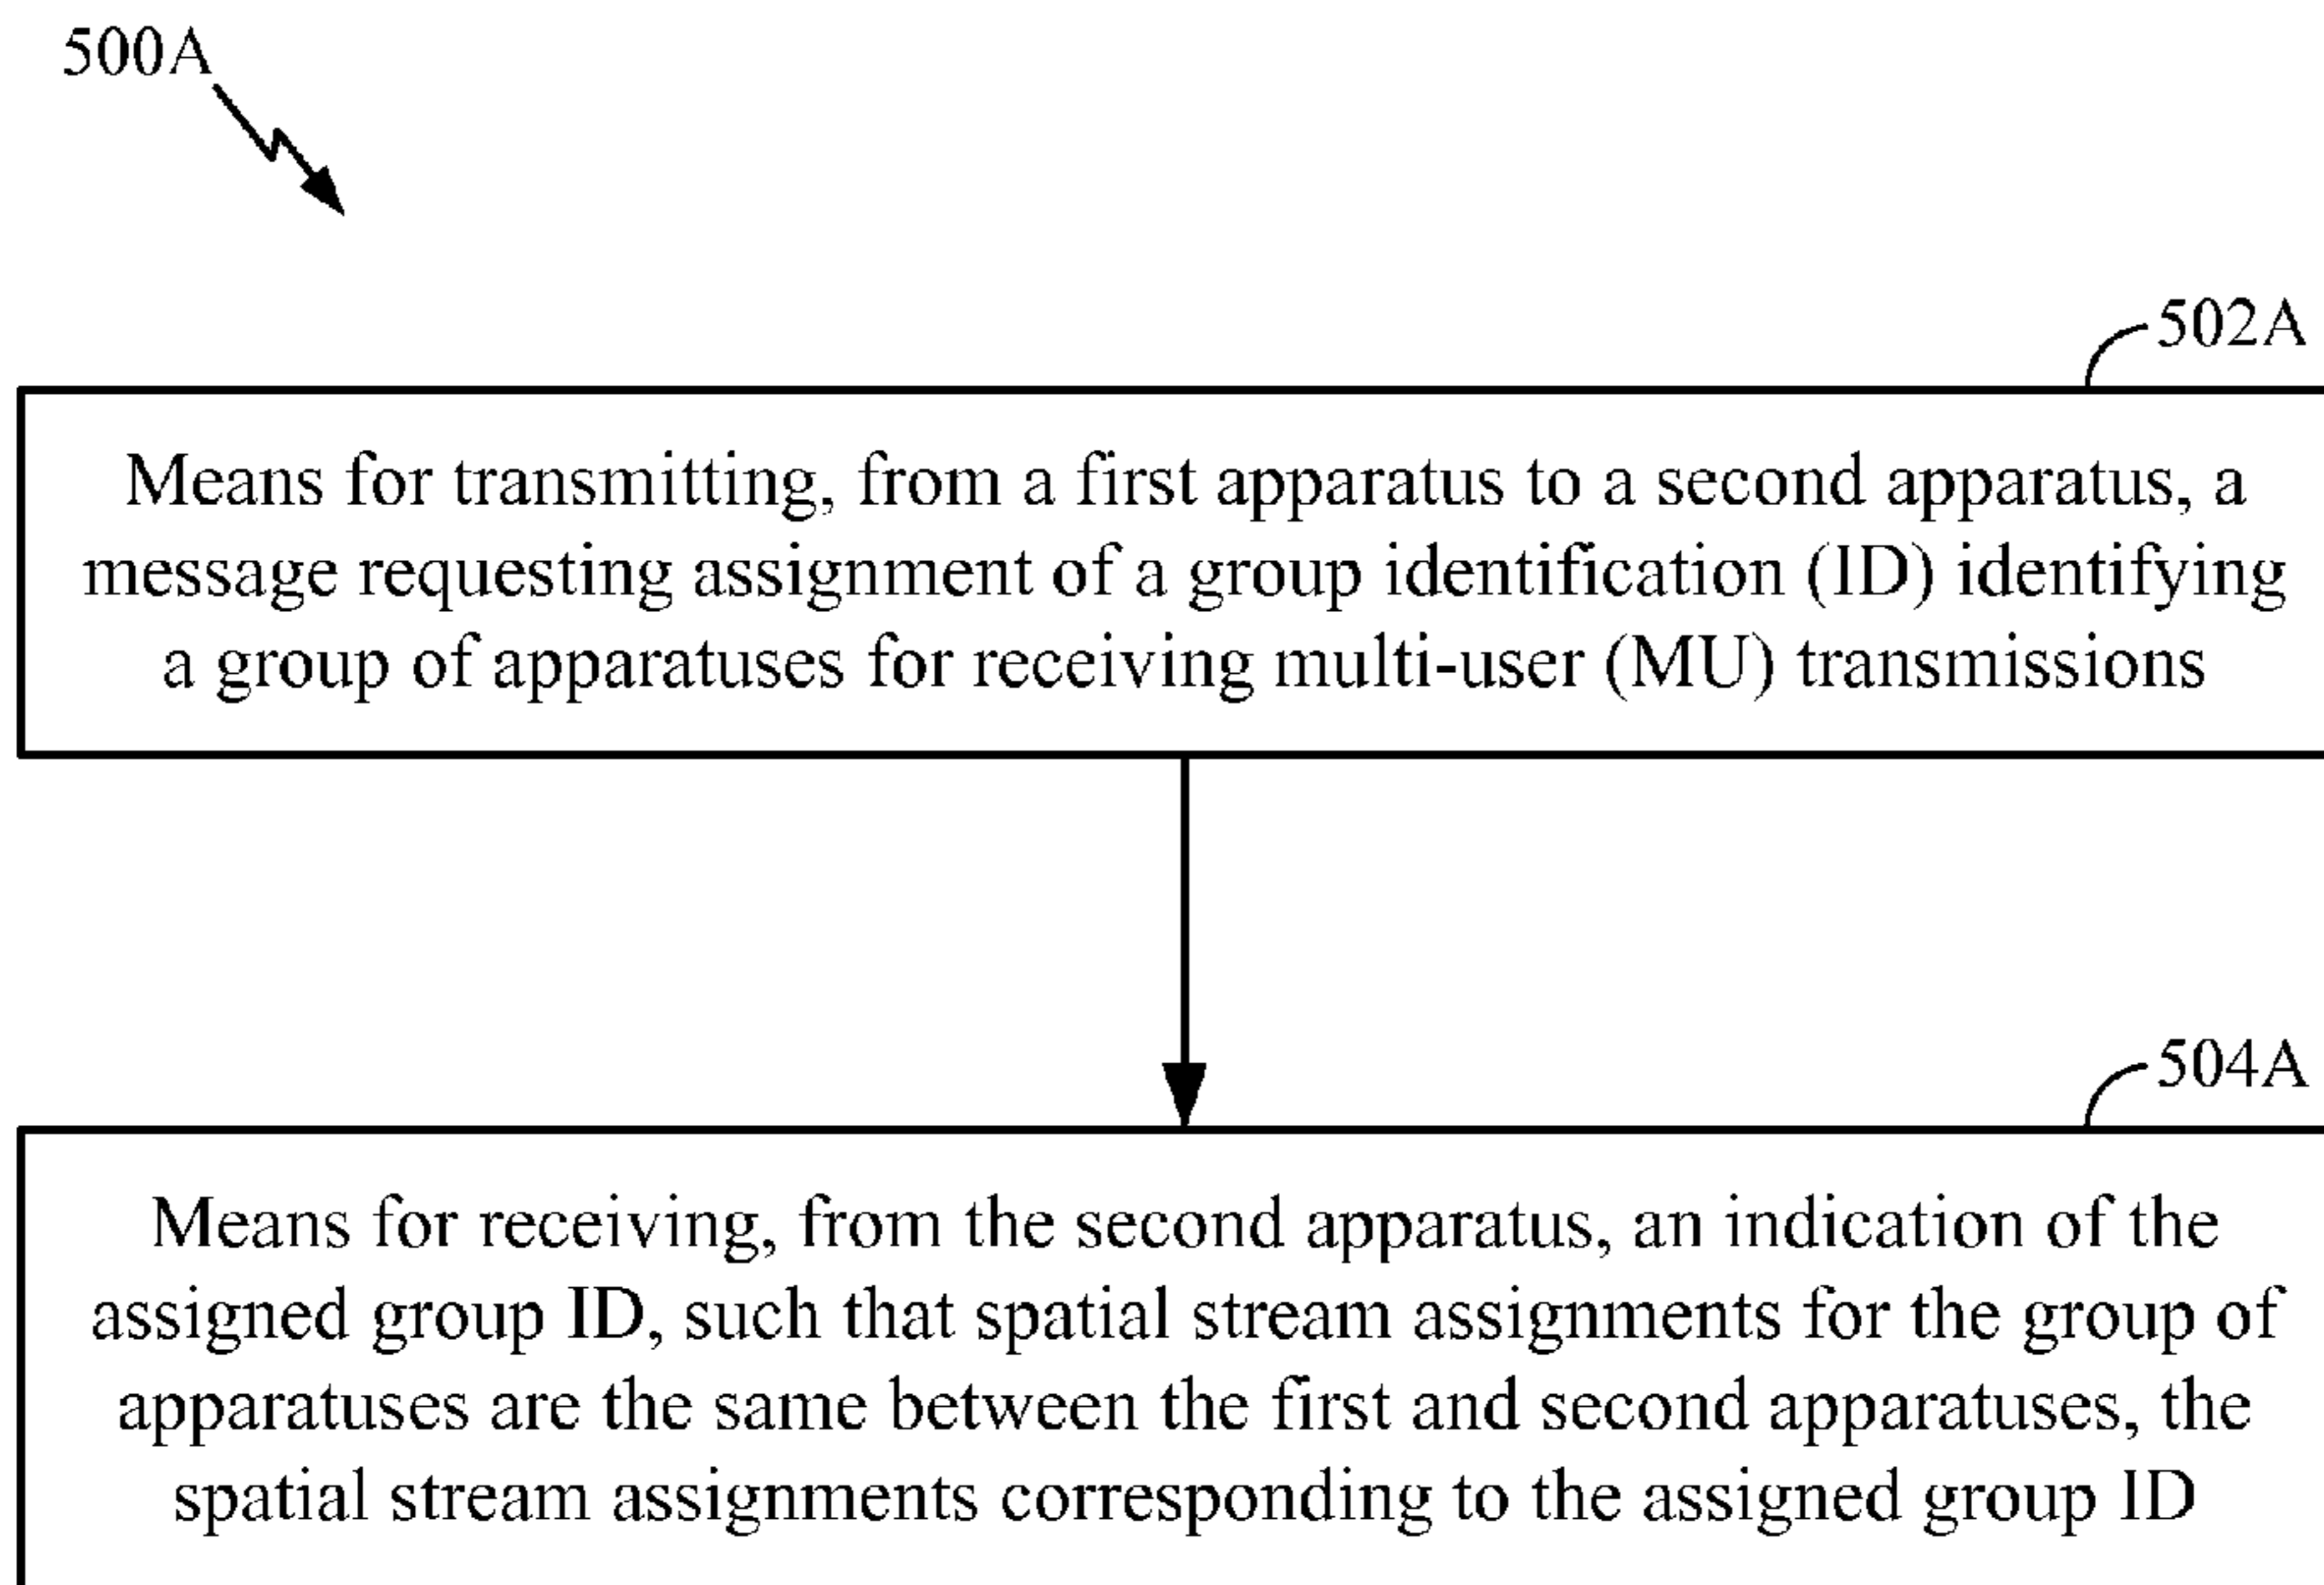 500A
502A
Means for transmitting, from a first apparatus to a second apparatus, a
message requesting assignment of a group identification (ID) identifying
a group of apparatuses for receiving multi-user (MU) transmissions
504A
Means for receiving, from the second apparatus, an indication of the
assigned group ID, such that spatial stream assignments for the group of
apparatuses are the same between the first and second apparatuses, the
spatial stream assignments corresponding to the assigned group ID